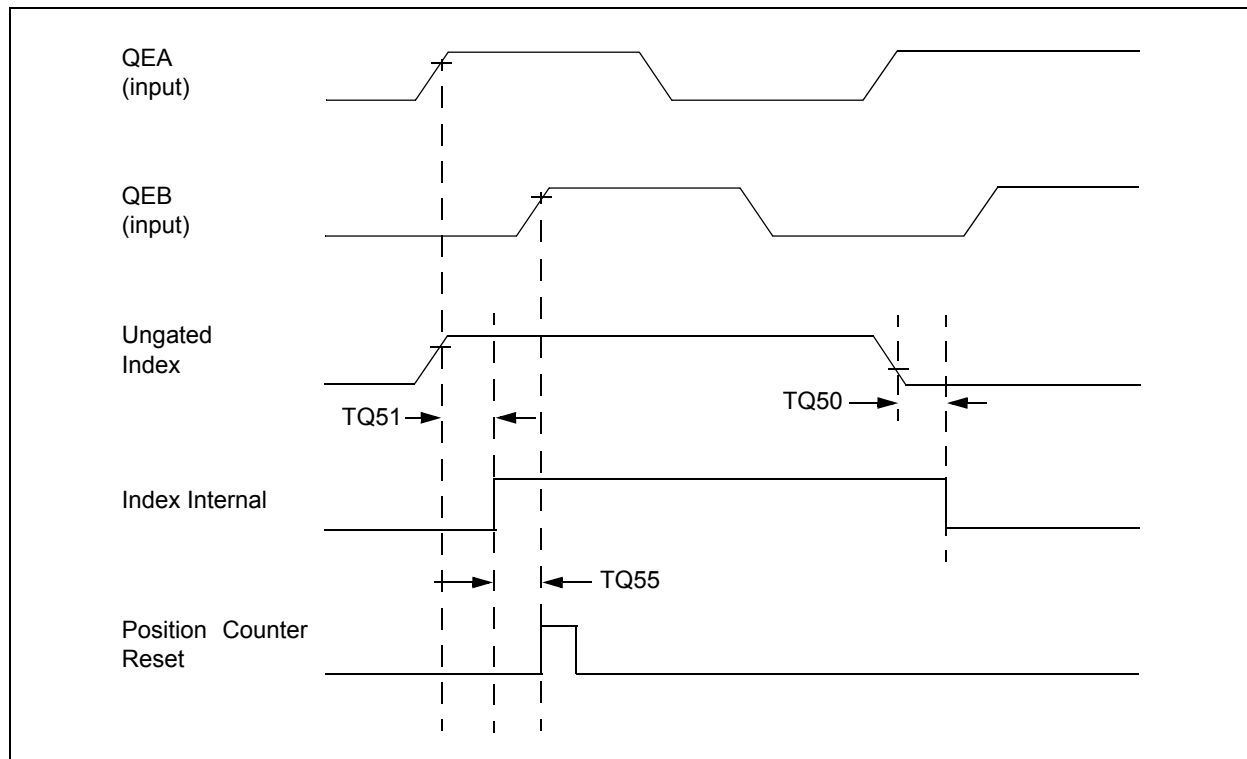 QEA
(input)
QEB
(input)
Ungated
Index
TQ51
TQ50
Index Internal
TQ55
Position Counter
Reset